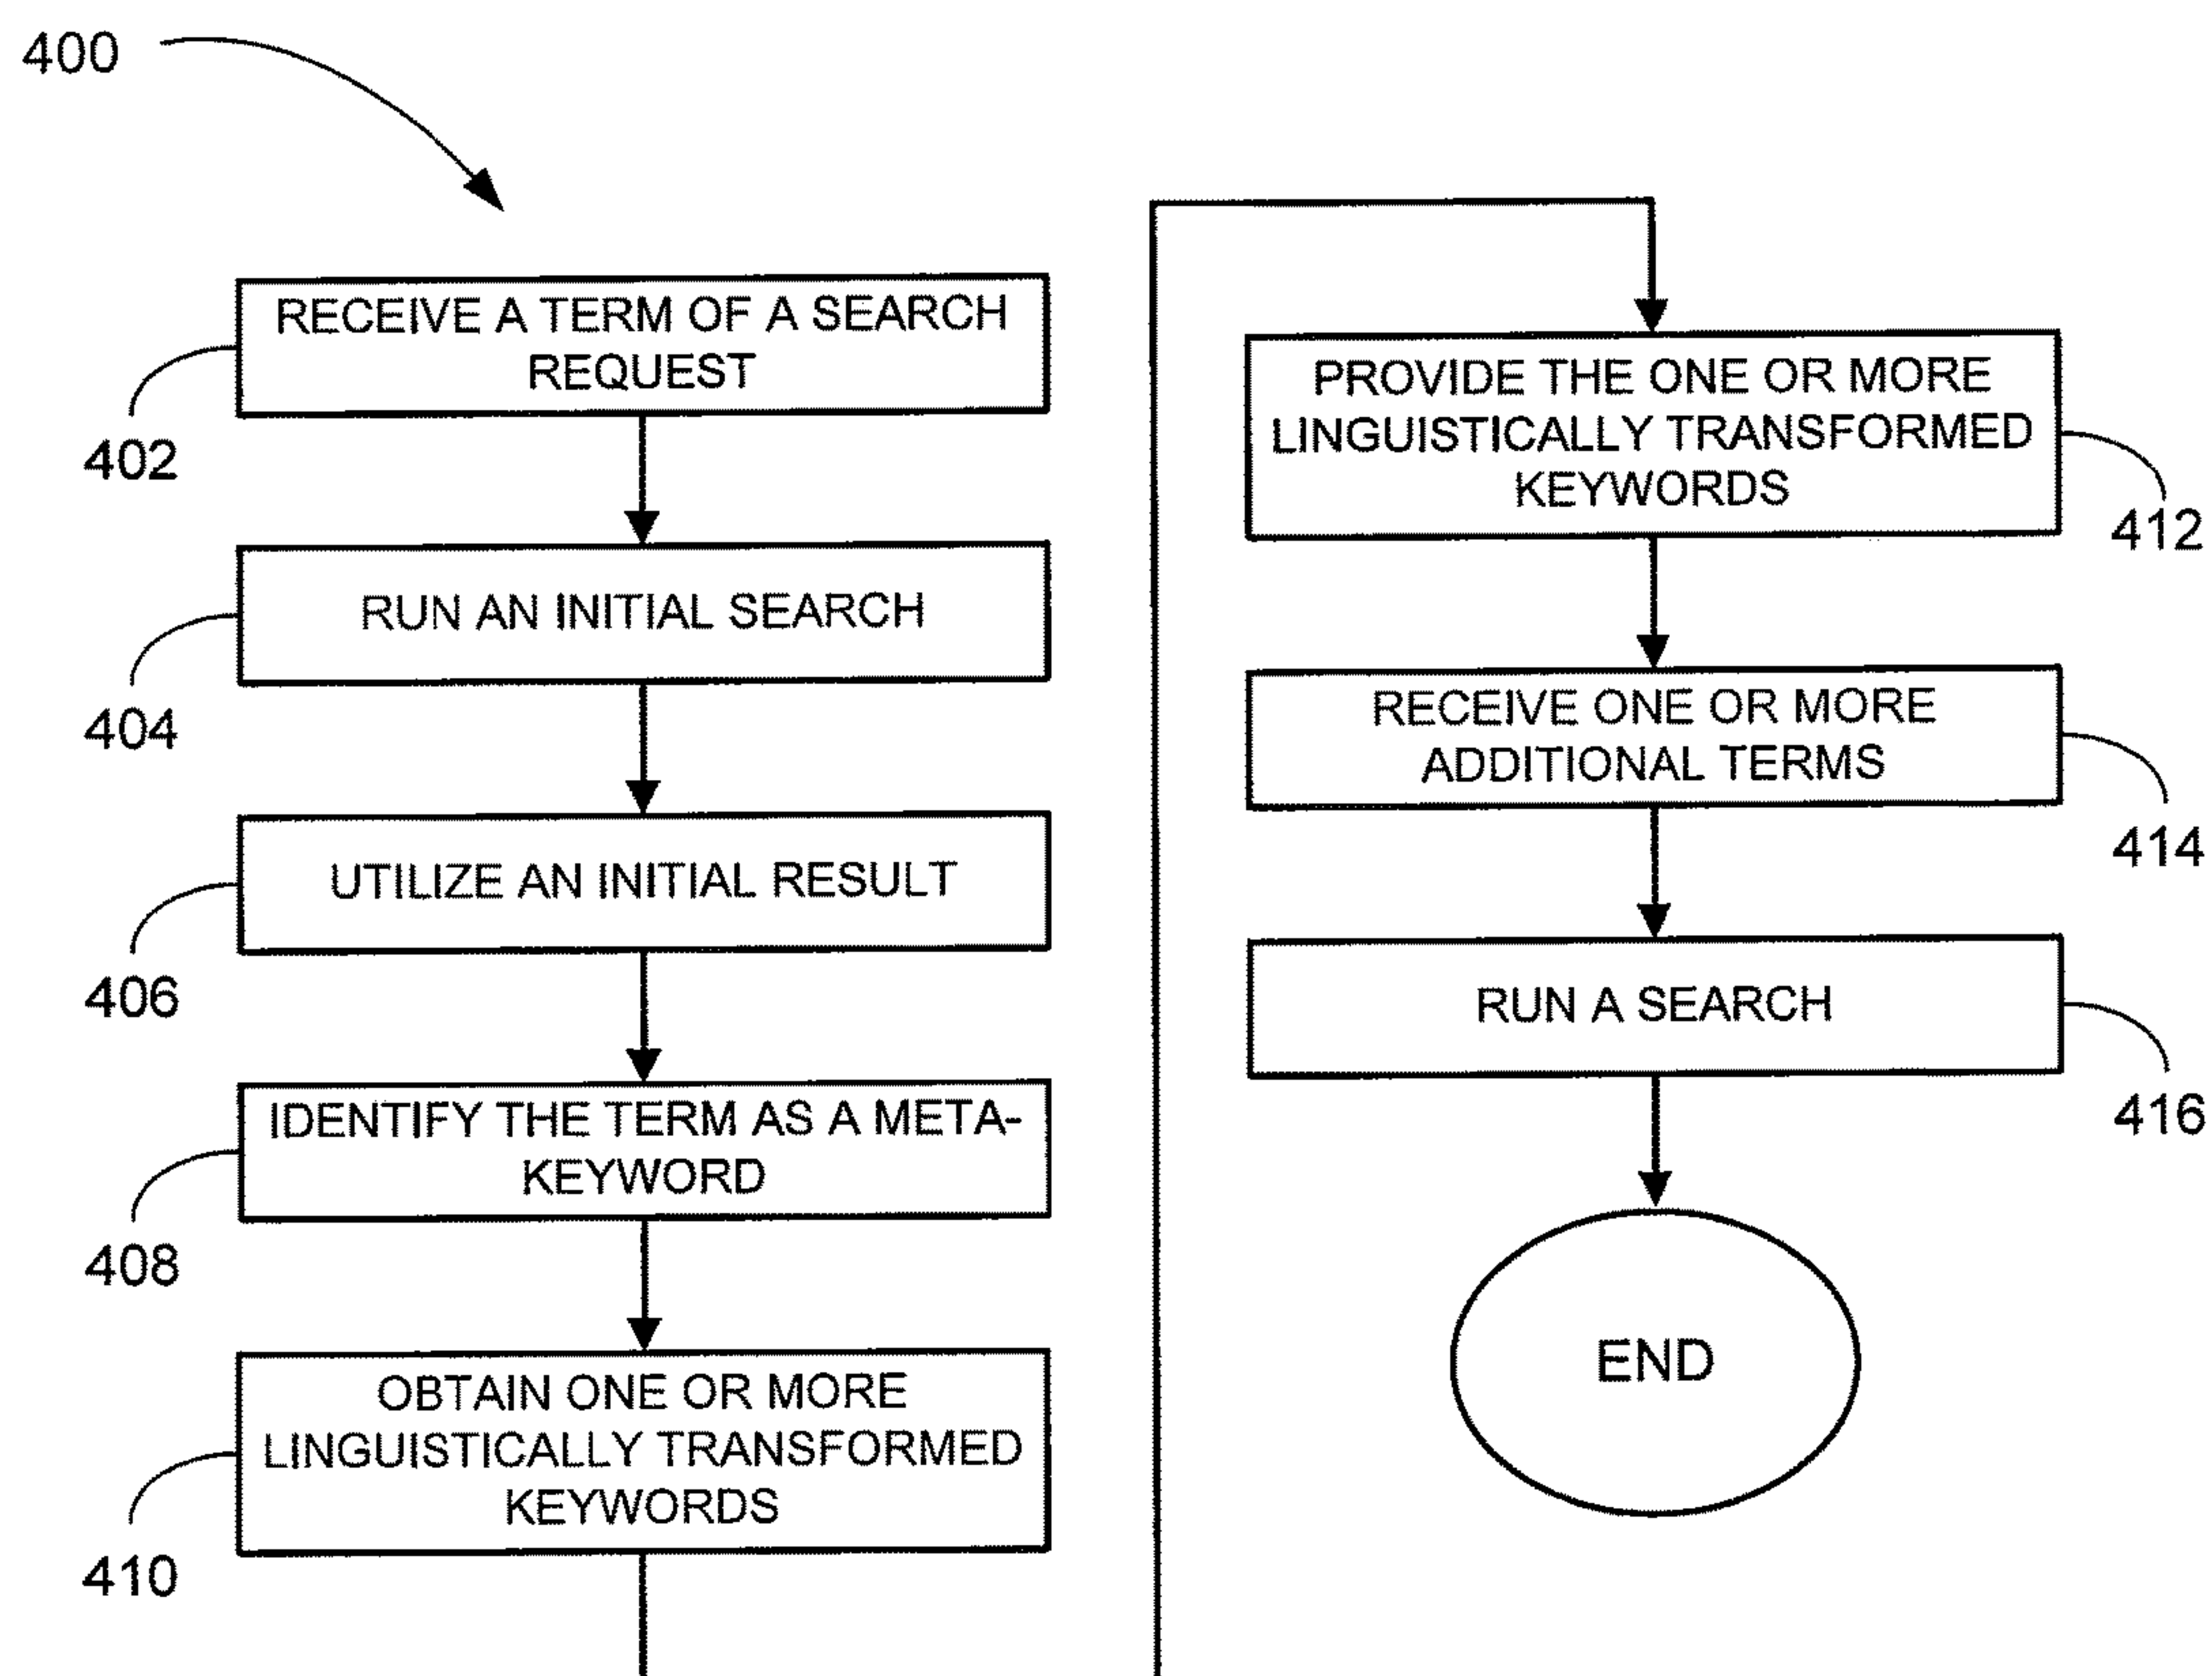 400
RECEIVE A TERM OF A SEARCH
REQUEST
402
RUN AN INITIAL SEARCH
404
UTILIZE AN INITIAL RESULT
406
IDENTIFY THE TERM AS A META-
KEYWORD
408
OBTAIN ONE OR MORE
LINGUISTICALLY TRANSFORMED
KEYWORDS
410
PROVIDE THE ONE OR MORE
LINGUISTICALLY TRANSFORMED
KEYWORDS
412
RECEIVE ONE OR MORE
ADDITIONAL TERMS
414
RUN A SEARCH
416
END